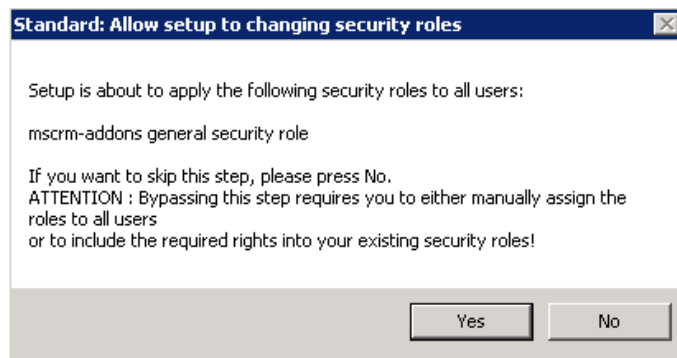 Standard: Allow setup to changing security roles
Setup is about to apply the following security roles to all users:
mscrm-addons general security role
If you want to skip this step, please press No.
ATTENTION : Bypassing this step requires you to either manually assign the
roles to all users
or to include the required rights into your existing security roles!
Yes
No